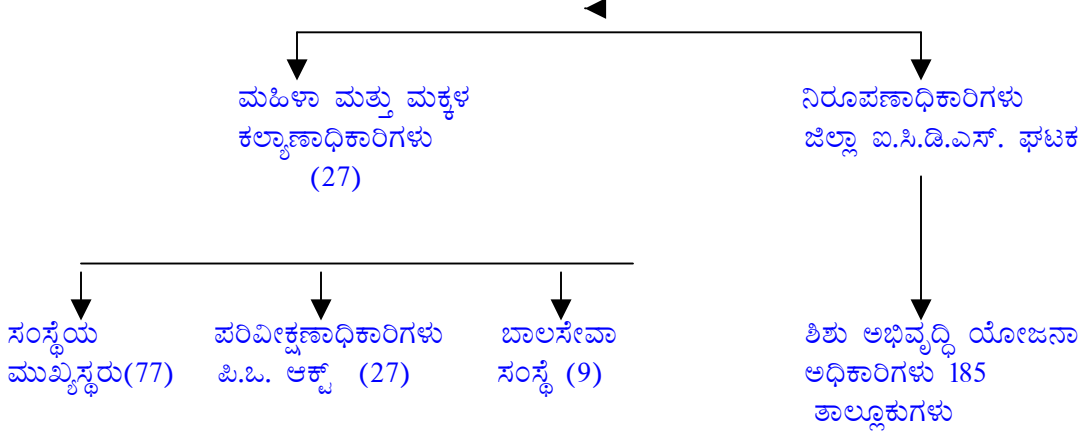 ಮಹಿಳಾ ಮತ್ತು ಮಕ್ಕಳ
ಕಲ್ಯಾಣಾಧಿಕಾರಿಗಳು
(27)
ನಿರೂಪಣಾಧಿಕಾರಿಗಳು
ಜಿಲ್ಲಾ ಐ.ಸಿ.ಡಿ.ಎಸ್. ಘಟಕ
ಸಂಸ್ಥೆಯ
ಮುಖ್ಯಸ್ಥರು(77)
ಪರಿವೀಕ್ಷಣಾಧಿಕಾರಿಗಳು
ಪಿ.ಒ. ಆಕ್ಟ್ (27)
ಬಾಲಸೇವಾ
ಸಂಸ್ಥೆ (9)
ಶಿಶು ಅಭಿವೃದ್ಧಿ ಯೋಜನಾ
ಅಧಿಕಾರಿಗಳು 185
ತಾಲ್ಲೂಕುಗಳು